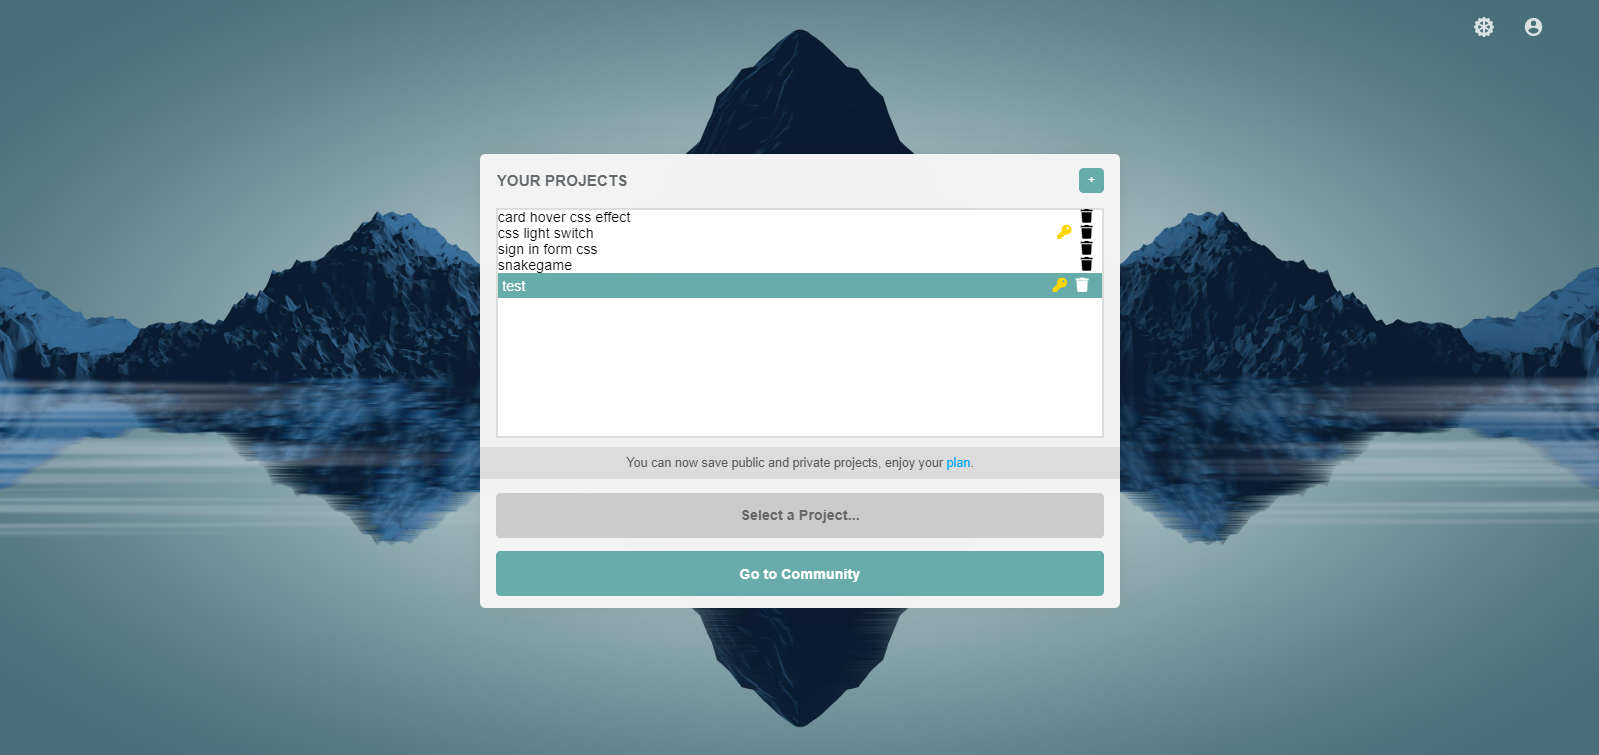 YOUR PROJECTS
+
card hover css effect
css light switch
sign in form css
snakegame
test
You can now save public and private projects, enjoy your plan.
Select a Project...
Go to Community